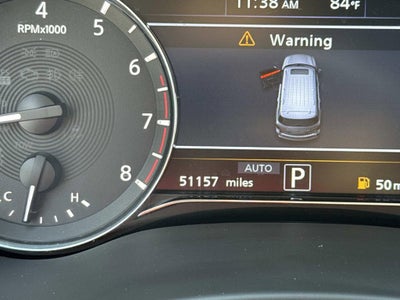 11:38 AM 84°F
4 5 6 7 8
RPMx1000
Warning
AUTO
51157 miles P
C H
50m